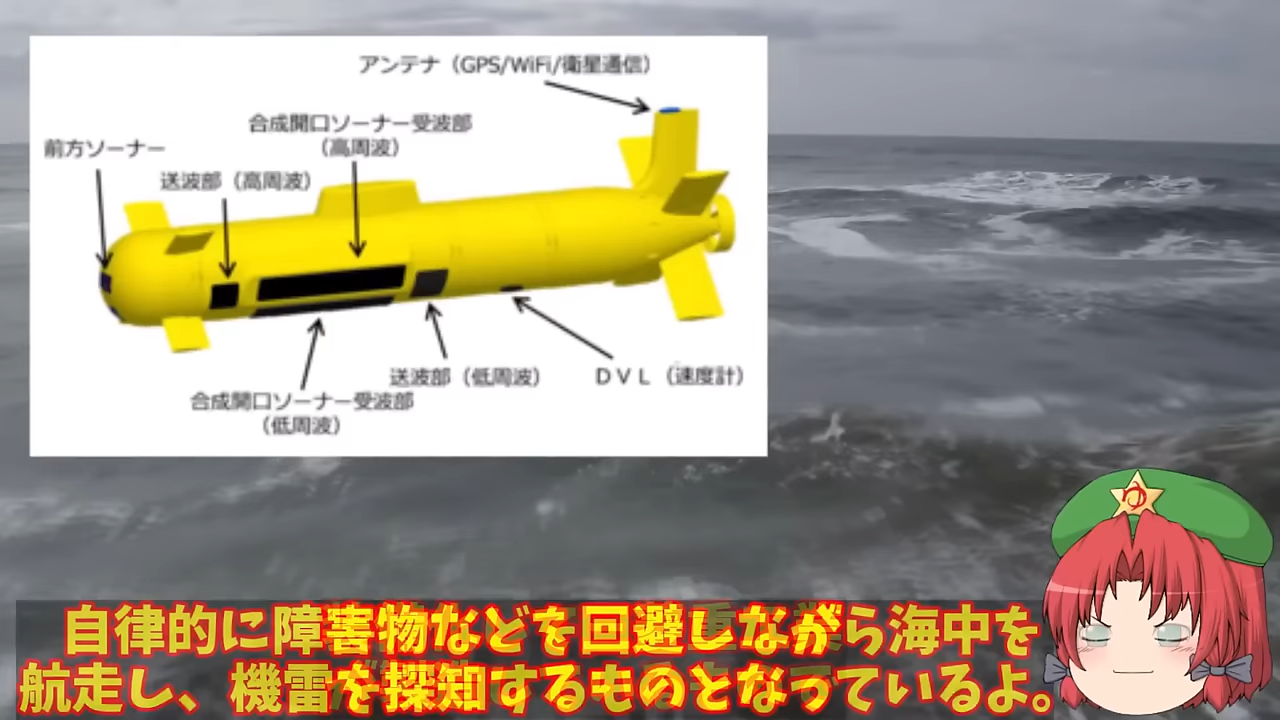 アンテナ（GPS/WiFi/衛星通信）
合成開口ソーナー受波部
（高周波）
前方ソーナー
送波部（高周波）
送波部（低周波）
ＤＶＬ（速度計）
合成開口ソーナー受波部
（低周波）
ゆ
自律的に障害物などを回避しながら海中を
航走し、機雷を探知するものとなっているよ。